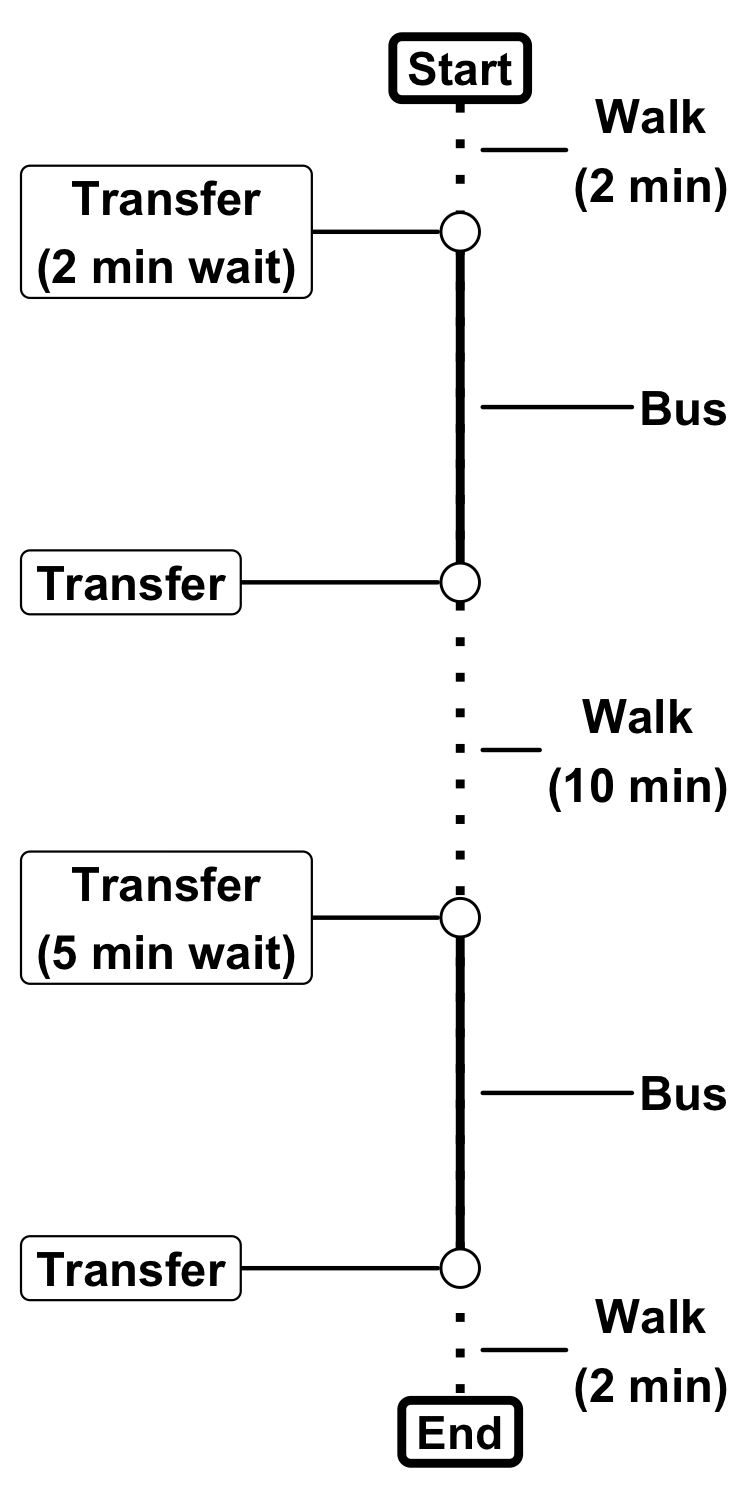 Start
Walk
(2 min)
Transfer
(2 min wait)
Bus
Transfer
Walk
(10 min)
Transfer
(5 min wait)
Bus
Transfer
Walk
(2 min)
End